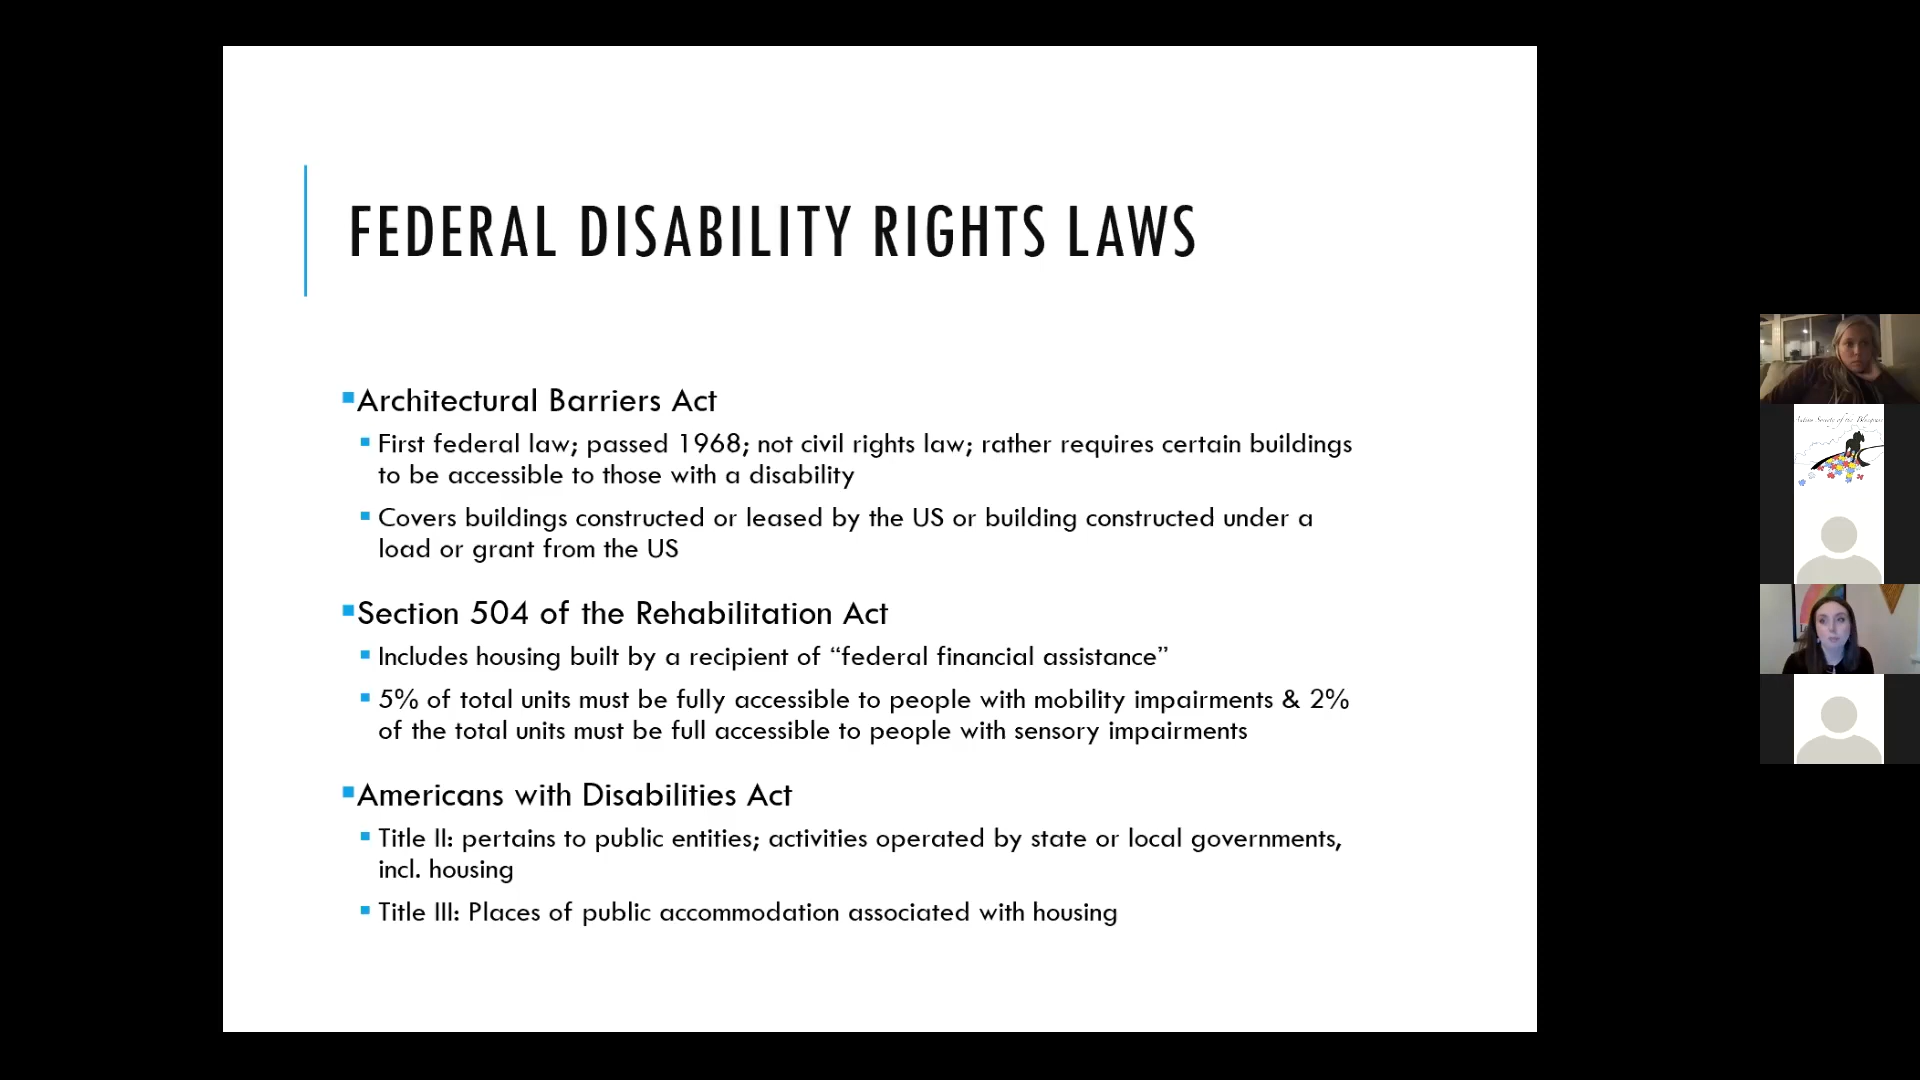 FEDERAL DISABILITY RIGHTS LAWS
Architectural Barriers Act
First federal law; passed 1968; not civil rights law; rather requires certain buildings
to be accessible to those with a disability
Covers buildings constructed or leased by the US or building constructed under a
load or grant from the US
Section 504 of the Rehabilitation Act
Includes housing built by a recipient of “federal financial assistance”
5% of total units must be fully accessible to people with mobility impairments & 2%
of the total units must be full accessible to people with sensory impairments
Americans with Disabilities Act
Title II: pertains to public entities; activities operated by state or local governments,
incl. housing
Title III: Places of public accommodation associated with housing
Autism Society of the Bluegrass